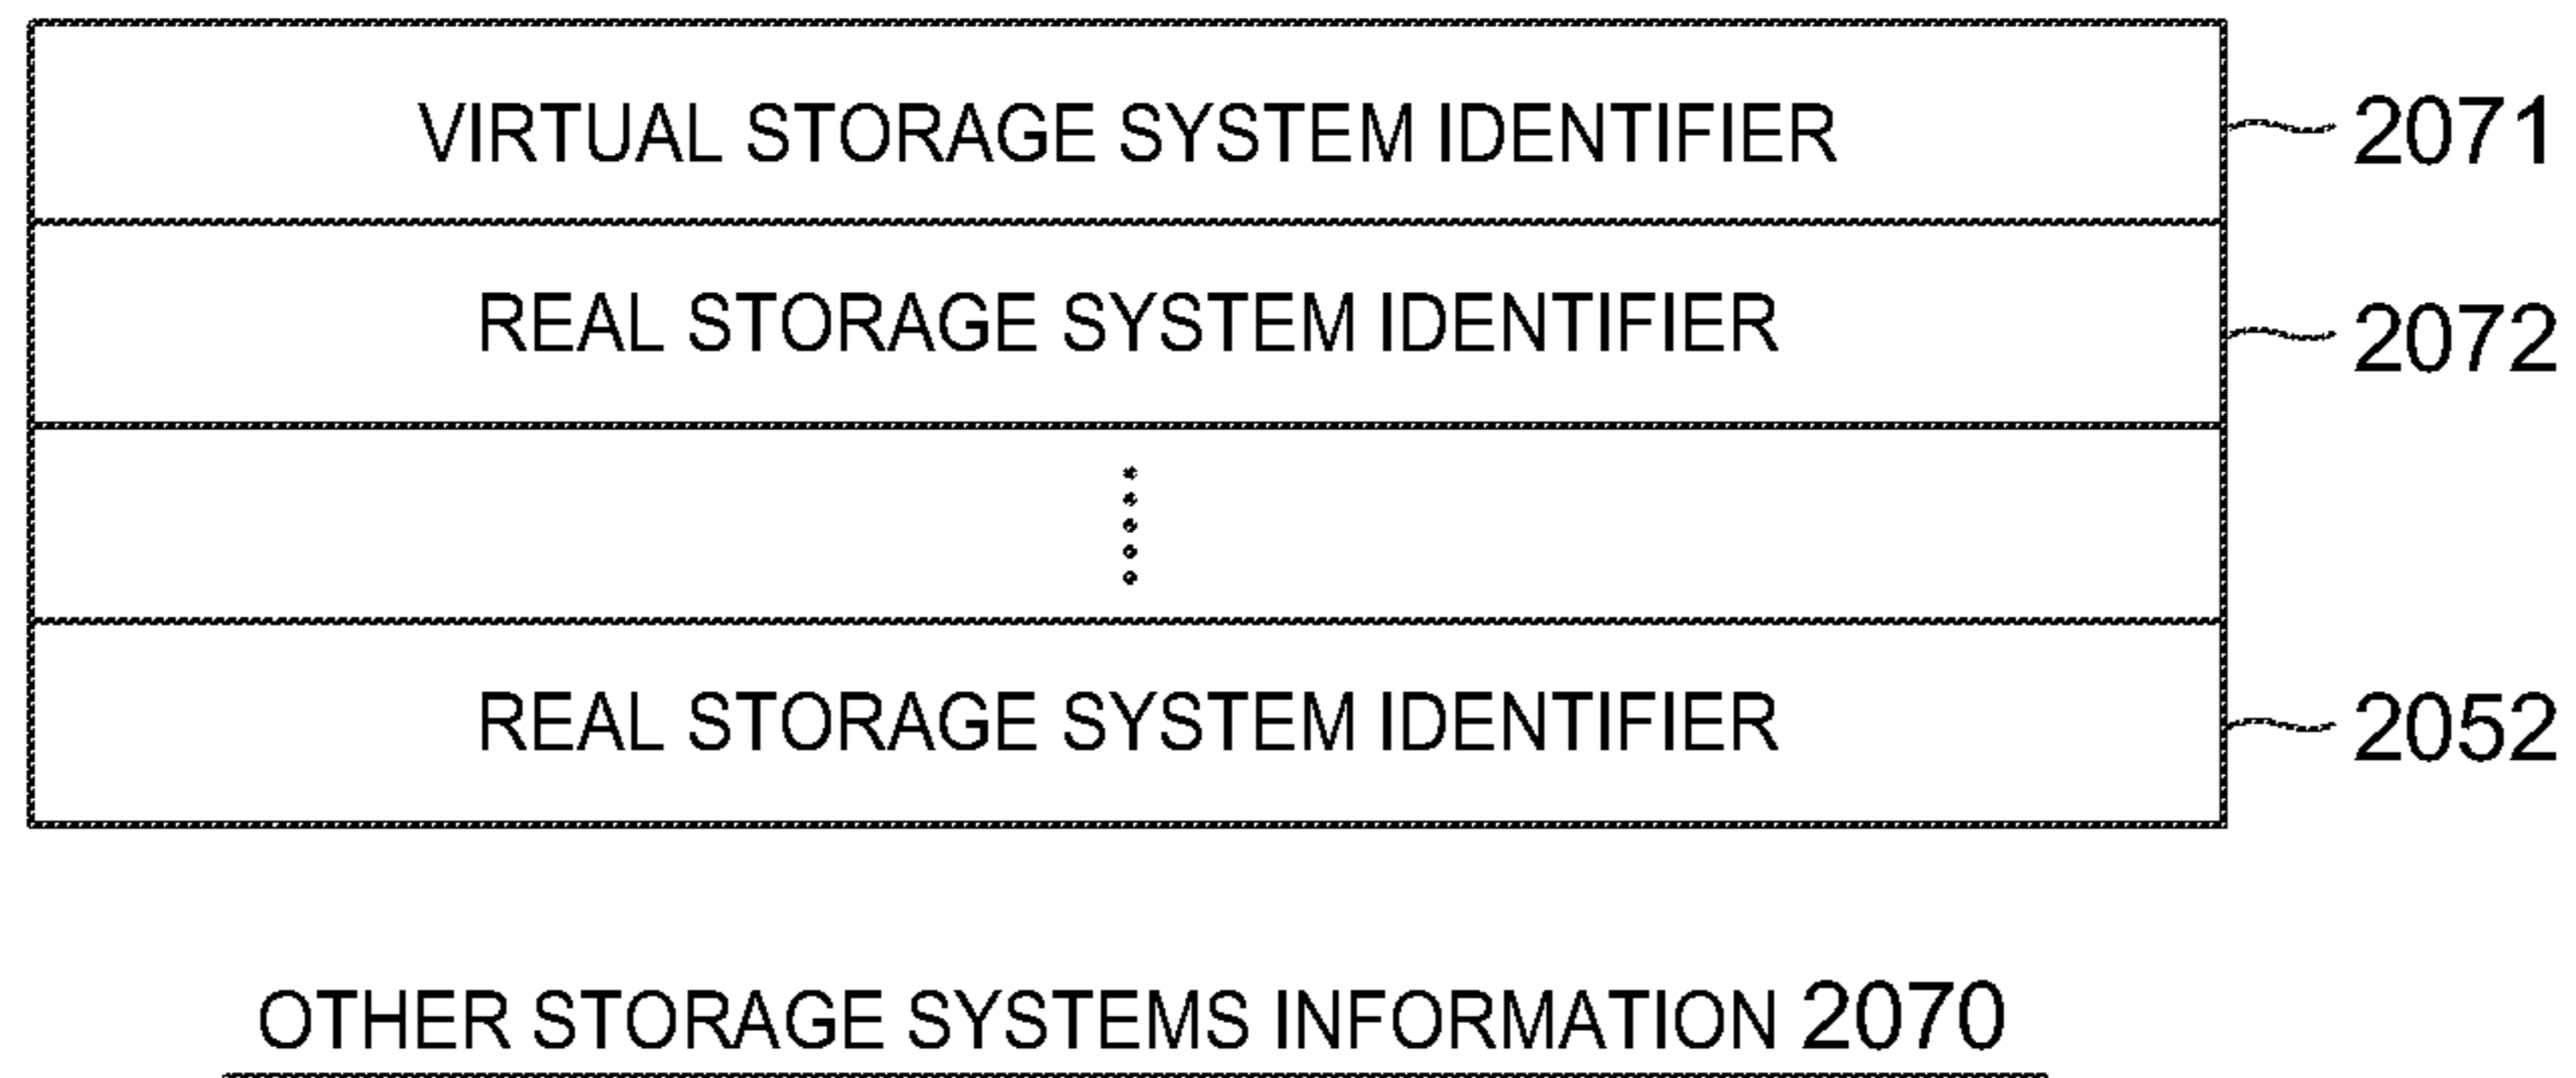 VIRTUAL STORAGE SYSTEM IDENTIFIER 2071
REAL STORAGE SYSTEM IDENTIFIER 2072
REAL STORAGE SYSTEM IDENTIFIER 2052
OTHER STORAGE SYSTEMS INFORMATION 2070